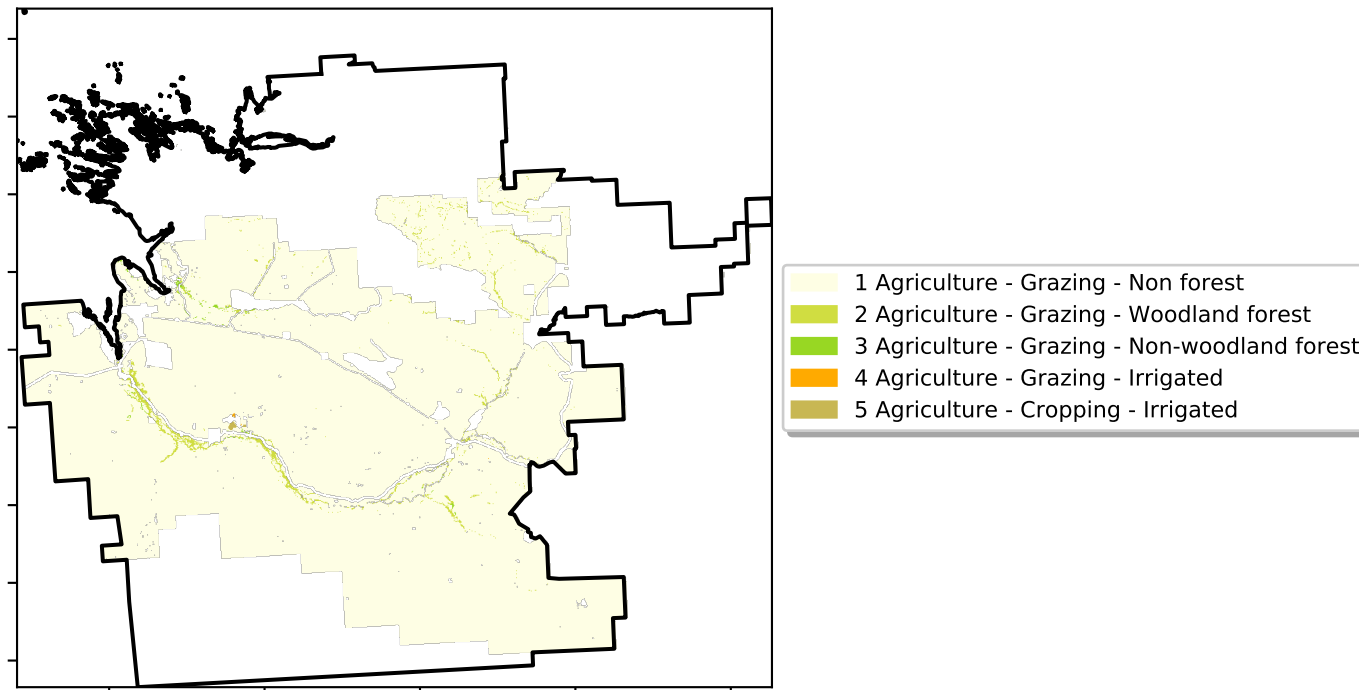 1 Agriculture - Grazing - Non forest
2 Agriculture - Grazing - Woodland forest
3 Agriculture - Grazing - Non-woodland forest
4 Agriculture - Grazing - Irrigated
5 Agriculture - Cropping - Irrigated